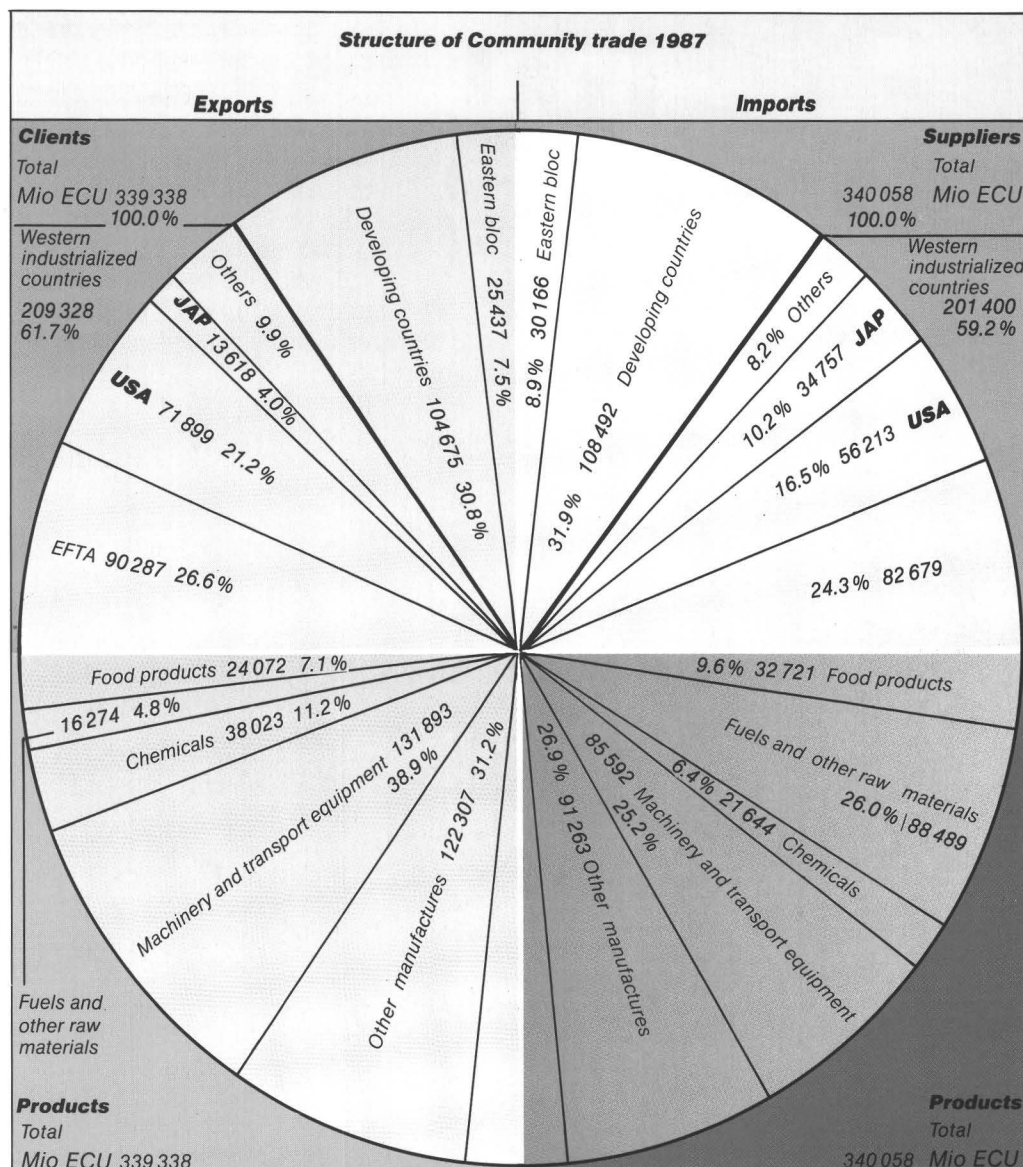 Structure of Community trade 1987
Exports
Imports
Clients
Total
Mio ECU 339 338
100.0 %
Western
industrialized
countries
209 328
61.7 %
Suppliers
Total
340 058 Mio ECU
100.0 %
Western
industrialized
countries
201 400
59.2 %
Eastern bloc 25 437 7.5 %
Developing countries 104 675 30.8 %
Others 9.9 %
JAP 13 618 4.0 %
USA 71 899 21.2 %
EFTA 90 287 26.6 %
8.9 % 30 166 Eastern bloc
31.9 % 108 492 Developing countries
8.2 % Others
10.2 % 34 757 JAP
16.5 % 56 213 USA
24.3 % 82 679
Food products 24 072 7.1 %
16 274 4.8 %
Chemicals 38 023 11.2 %
Machinery and transport equipment 131 893
38.9 %
Other manufactures 122 307 31.2 %
9.6 % 32 721 Food products
Fuels and other raw materials
26.0 % | 88 489
6.4 % 21 644 Chemicals
85 592 Machinery and transport equipment
25.2 %
26.9 % 91 263 Other manufactures
Fuels and
other raw
materials
Products
Total
Mio ECU 339 338
Products
Total
340 058 Mio ECU